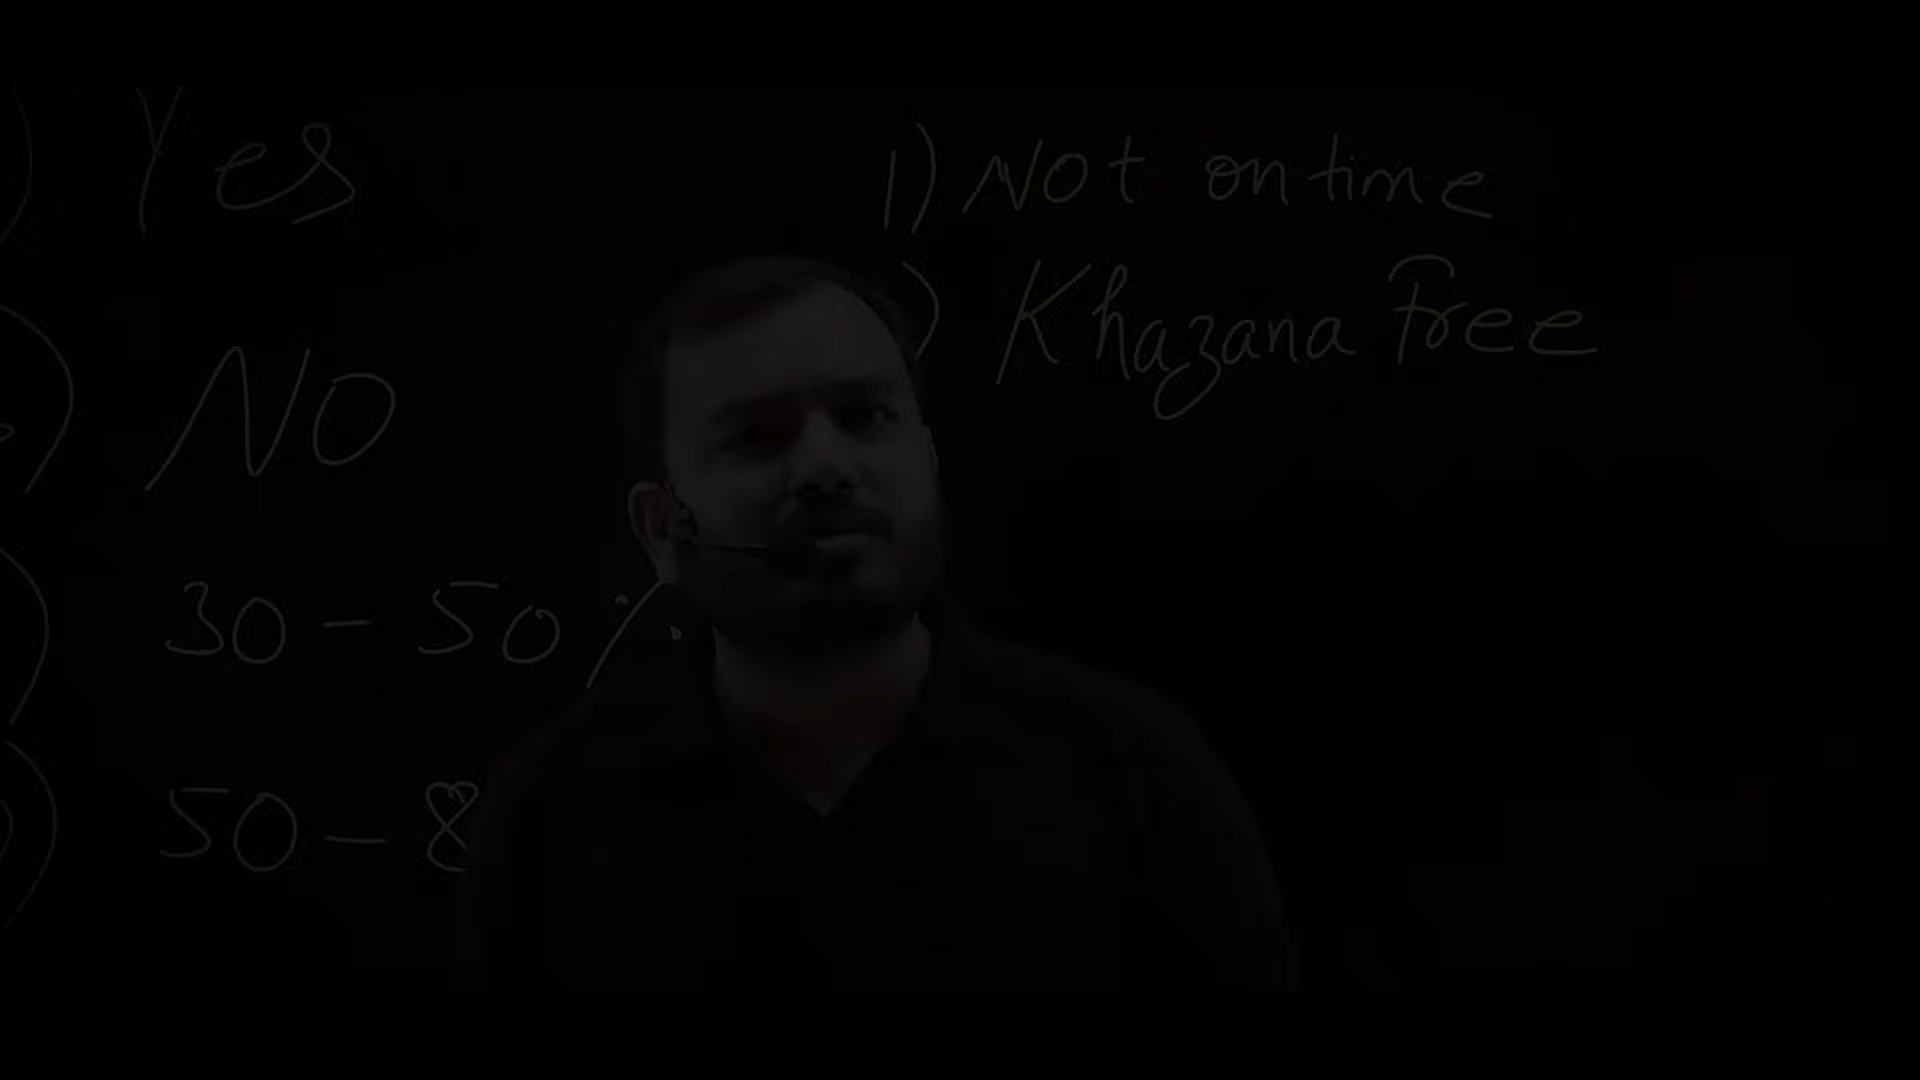 Yes
NO
30 - 50 %
50 - 8
1) Not on time
) Khazana Free